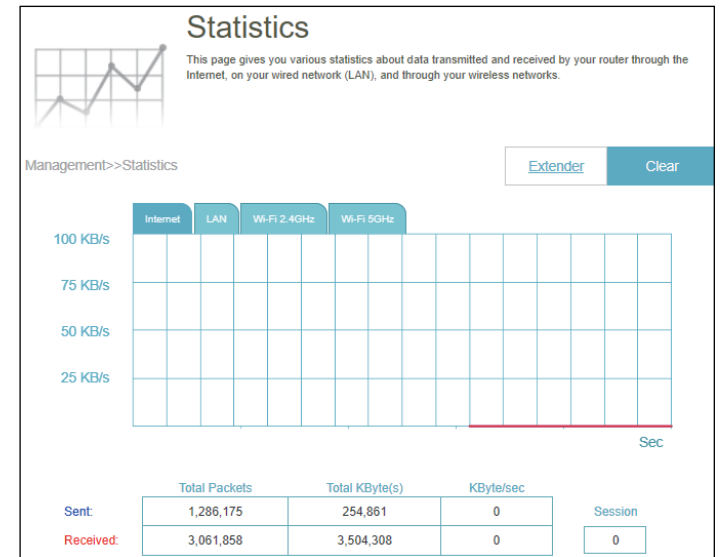 Statistics
This page gives you various statistics about data transmitted and received by your router through the
Internet, on your wired network (LAN), and through your wireless networks.
Management>>Statistics
Extender
Clear
Internet
LAN
Wi-Fi 2.4GHz
Wi-Fi 5GHz
100 KB/s
75 KB/s
50 KB/s
25 KB/s
Sec
Total Packets Total KByte(s) KByte/sec
Sent: 1,286,175 254,861 0 Session
Received: 3,061,858 3,504,308 0 0